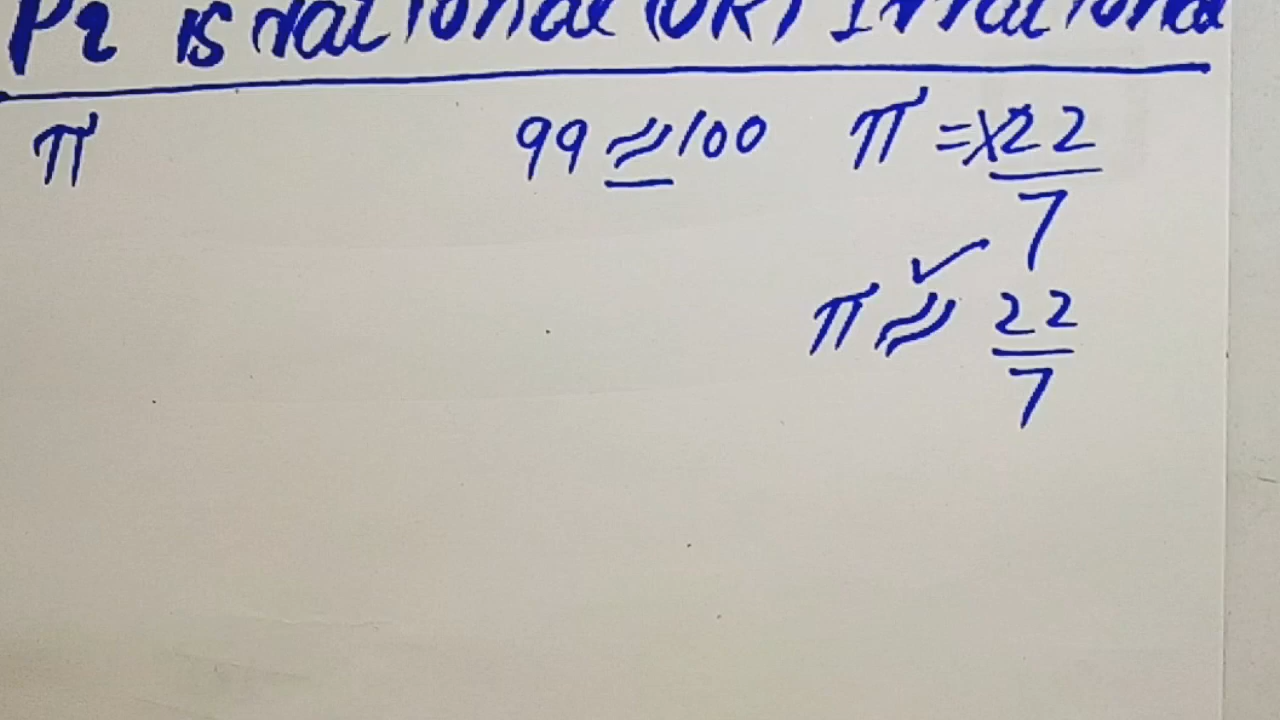 Pi is rational (OR) Irrational
π 99 ≈ 100 π =× 22/7
✓
π ≈ 22/7